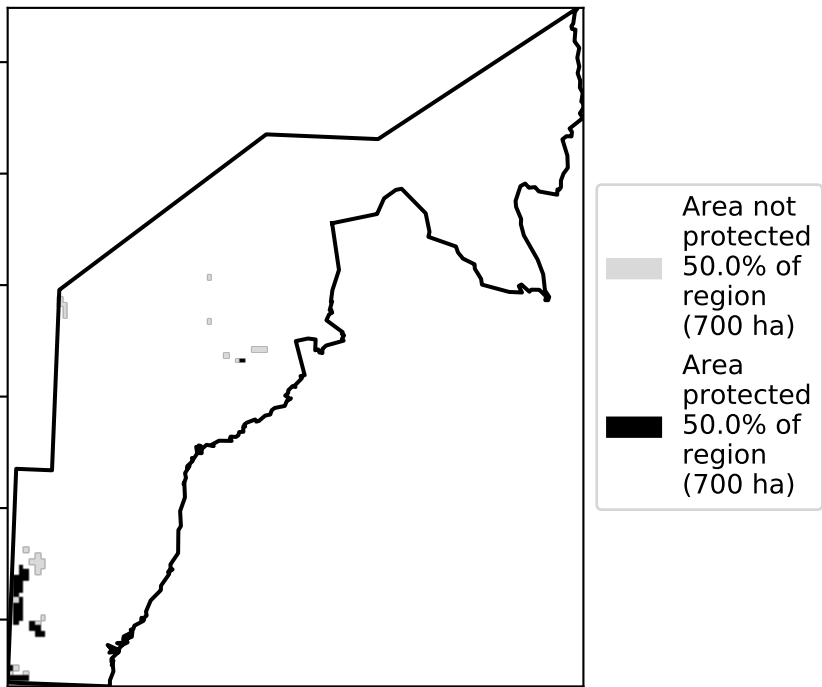 Area not
protected
50.0% of
region
(700 ha)
Area
protected
50.0% of
region
(700 ha)